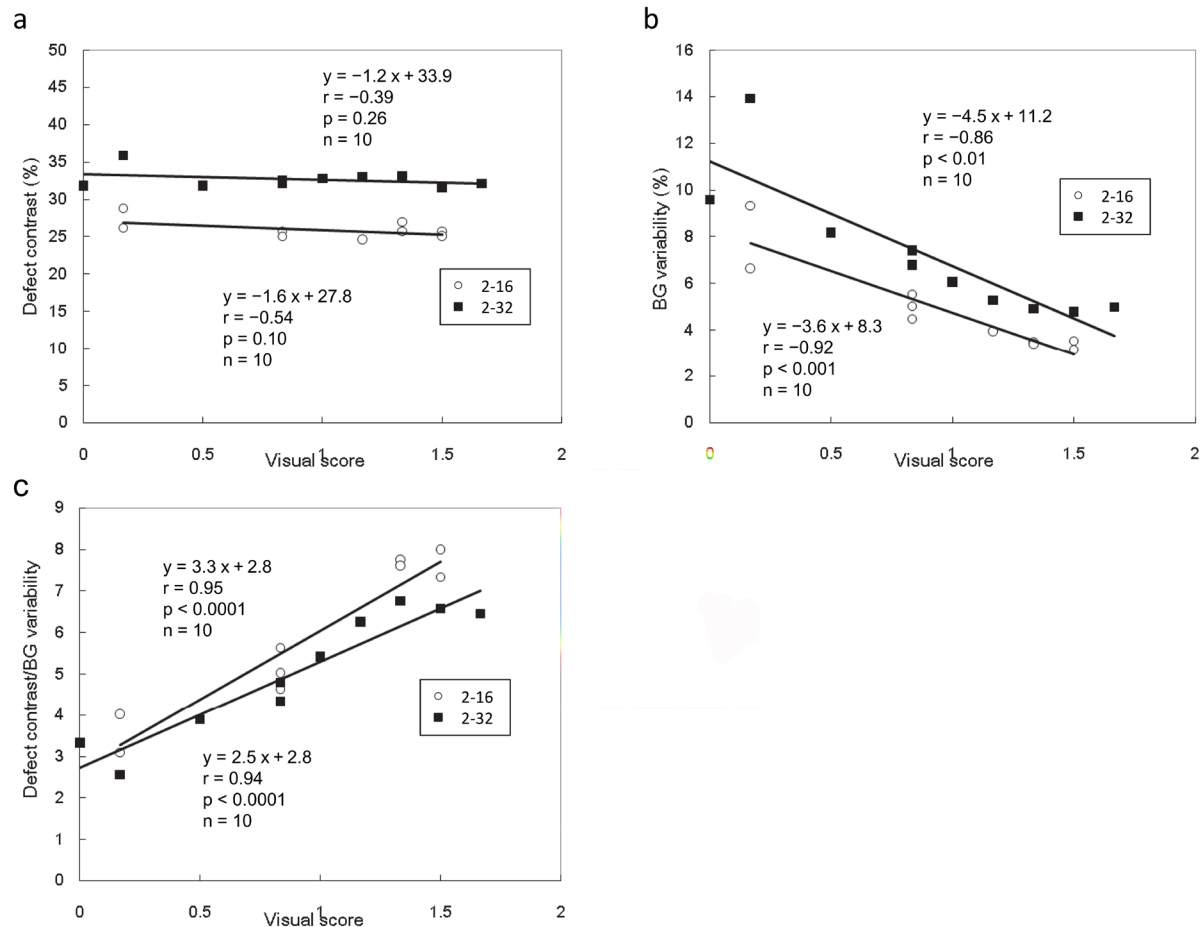 a
50
45
40
35
30
25
20
15
10
5
0
Defect contrast (%)
y = −1.2 x + 33.9
r = −0.39
p = 0.26
n = 10
y = −1.6 x + 27.8
r = −0.54
p = 0.10
n = 10
2-16
2-32
0 0.5 1 1.5 2
Visual score
b
16
14
12
10
8
6
4
2
0
BG variability (%)
y = −4.5 x + 11.2
r = −0.86
p < 0.01
n = 10
2-16
2-32
y = −3.6 x + 8.3
r = −0.92
p < 0.001
n = 10
0 0.5 1 1.5 2
Visual score
c
9
8
7
6
5
4
3
2
1
0
Defect contrast/BG variability
y = 3.3 x + 2.8
r = 0.95
p < 0.0001
n = 10
2-16
2-32
y = 2.5 x + 2.8
r = 0.94
p < 0.0001
n = 10
0 0.5 1 1.5 2
Visual score